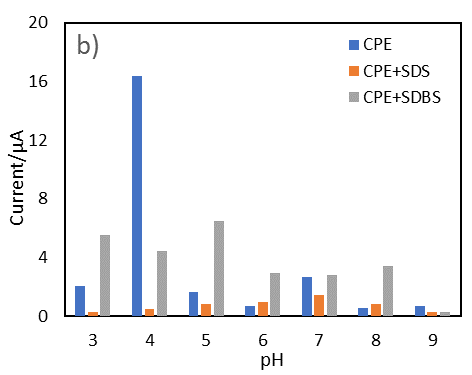 b)
CPE
CPE+SDS
CPE+SDBS
Current/µA
20
16
12
8
4
0
3 4 5 6 7 8 9
pH